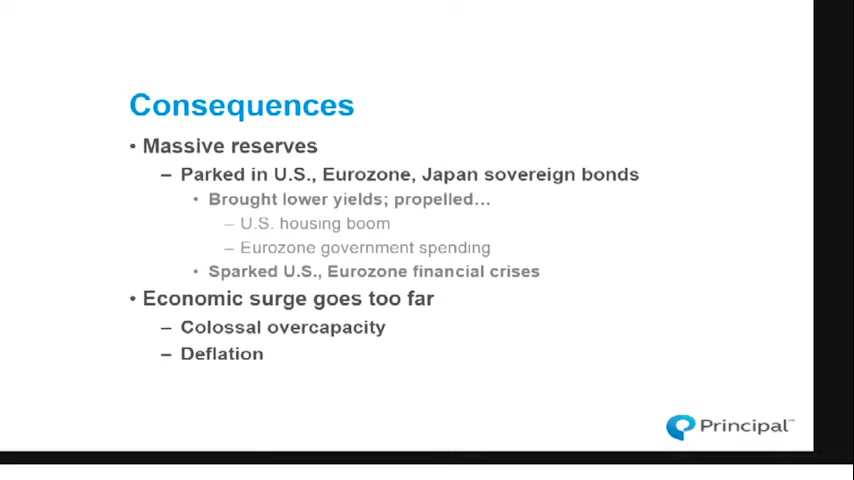 Consequences
• Massive reserves
– Parked in U.S., Eurozone, Japan sovereign bonds
• Brought lower yields; propelled...
– U.S. housing boom
– Eurozone government spending
• Sparked U.S., Eurozone financial crises
• Economic surge goes too far
– Colossal overcapacity
– Deflation
Principal™